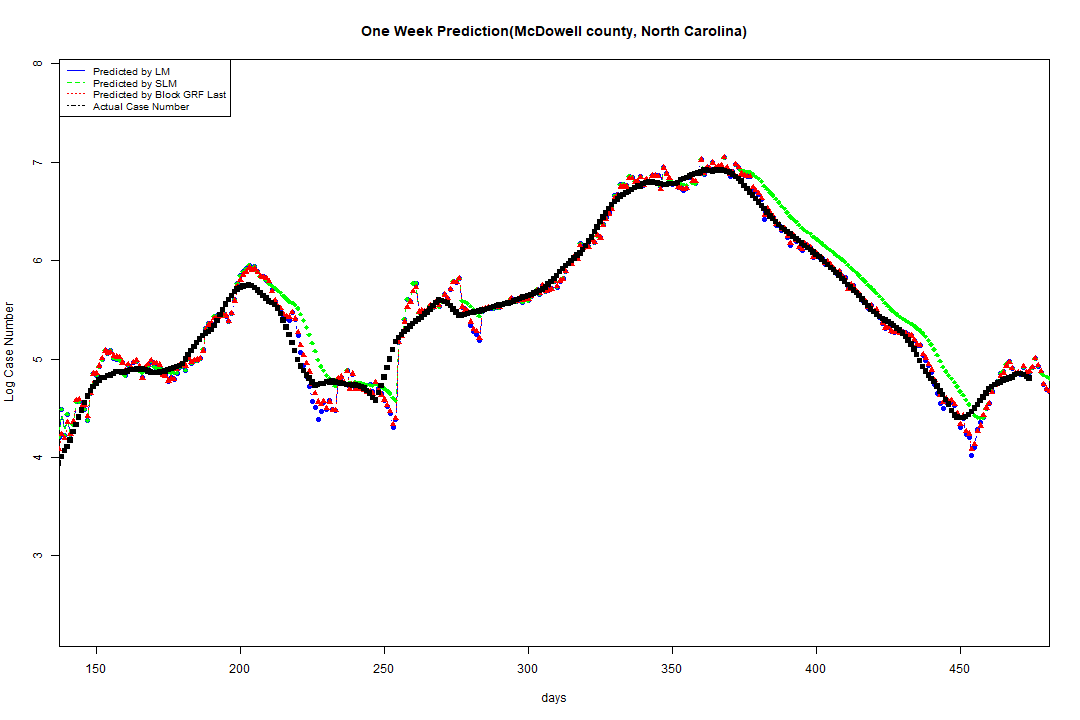 One Week Prediction(McDowell county, North Carolina)
Predicted by LM
Predicted by SLM
Predicted by Block GRF Last
Actual Case Number
8
7
6
5
4
3
Log Case Number
150 200 250 300 350 400 450
days